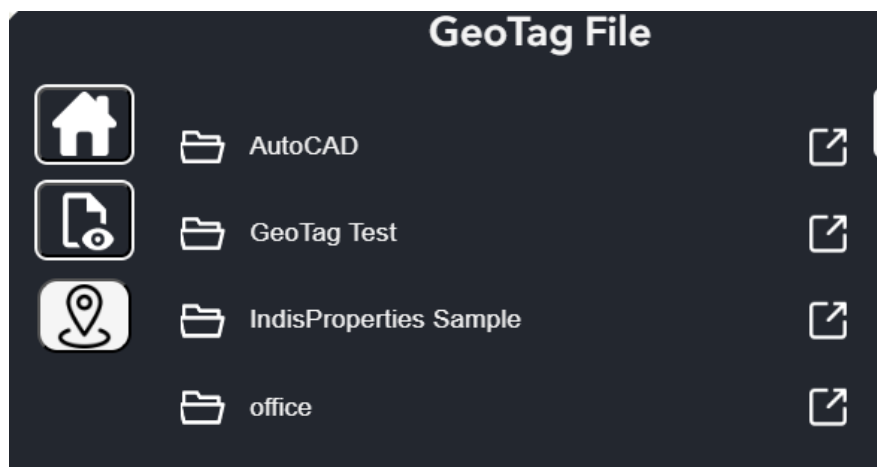 GeoTag File
AutoCAD
GeoTag Test
IndisProperties Sample
office